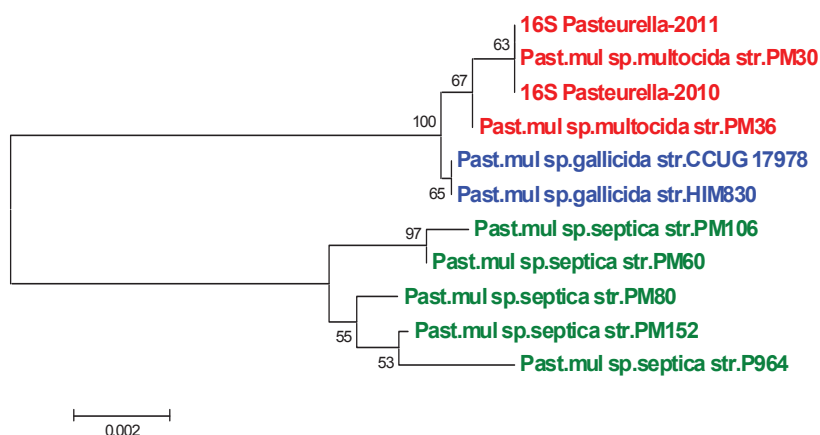 16S Pasteurella-2011
63
Past.mul sp.multocida str.PM30
67
16S Pasteurella-2010
100
Past.mul sp.multocida str.PM36
Past.mul sp.gallicida str.CCUG 17978
65
Past.mul sp.gallicida str.HIM830
97
Past.mul sp.septica str.PM106
Past.mul sp.septica str.PM60
Past.mul sp.septica str.PM80
55
Past.mul sp.septica str.PM152
53
Past.mul sp.septica str.P964
0.002